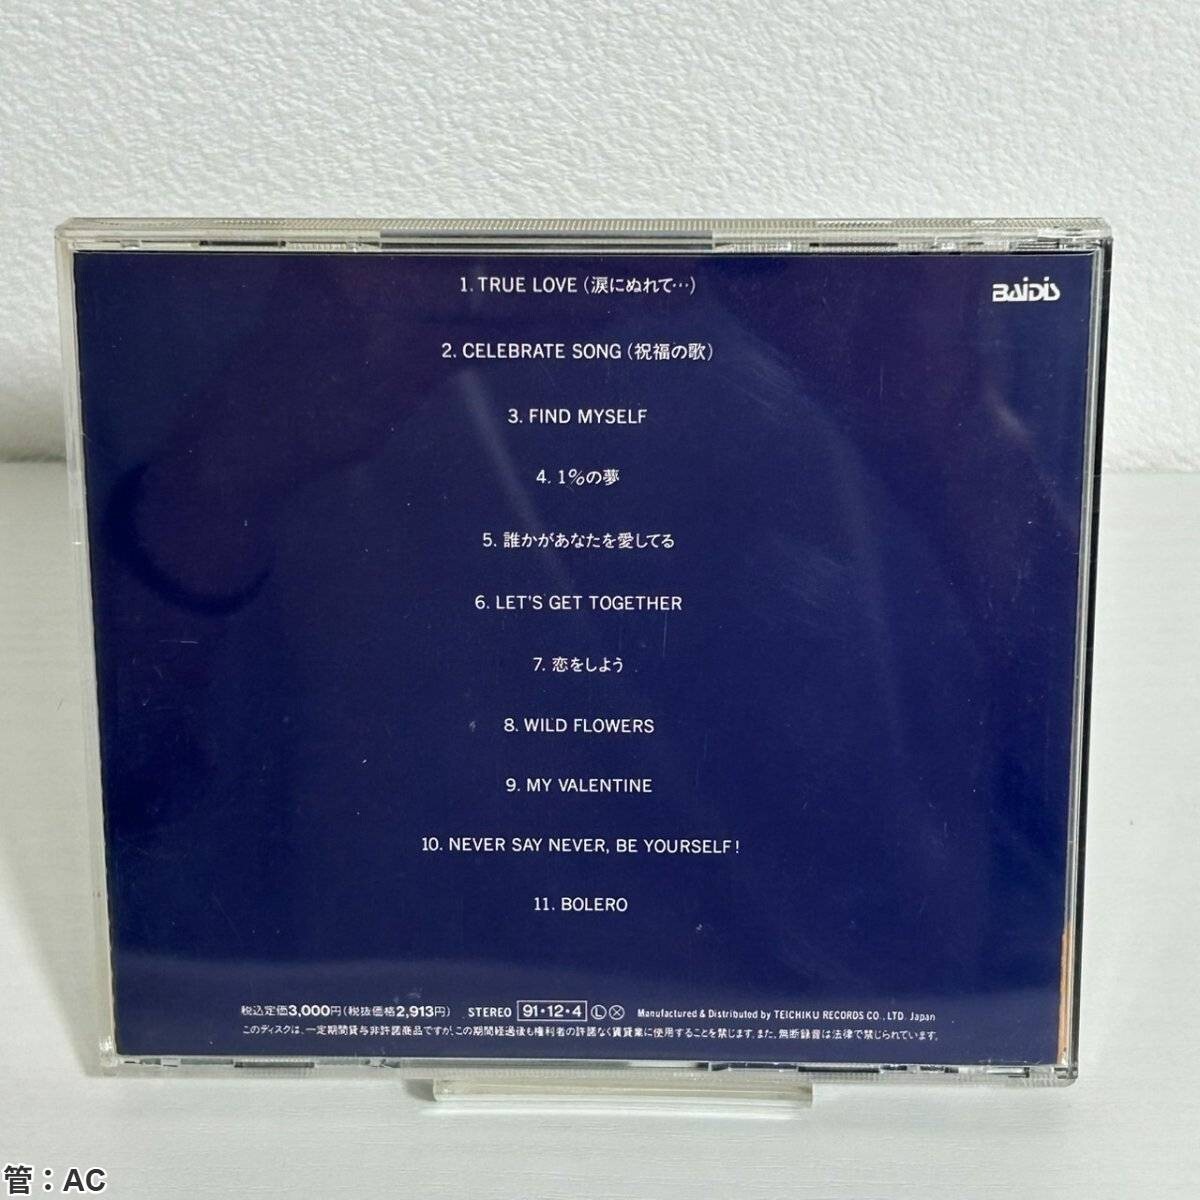 BAIDIS
1. TRUE LOVE (涙にぬれて…)
2. CELEBRATE SONG (祝福の歌)
3. FIND MYSELF
4. 1%の夢
5. 誰かがあなたを愛してる
6. LET'S GET TOGETHER
7. 恋をしよう
8. WILD FLOWERS
9. MY VALENTINE
10. NEVER SAY NEVER, BE YOURSELF!
11. BOLERO
税込定価3,000円(税抜価格2,913円) STEREO 91・12・4 Ⓛ Ⓧ Manufactured & Distributed by TEICHIKU RECORDS CO., LTD. Japan
このディスクは、一定期間貸与非許諾商品ですが、この期間経過後も権利者の許諾なく賃貸業に使用することを禁じます。また、無断録音は法律で禁じられています。
管:AC